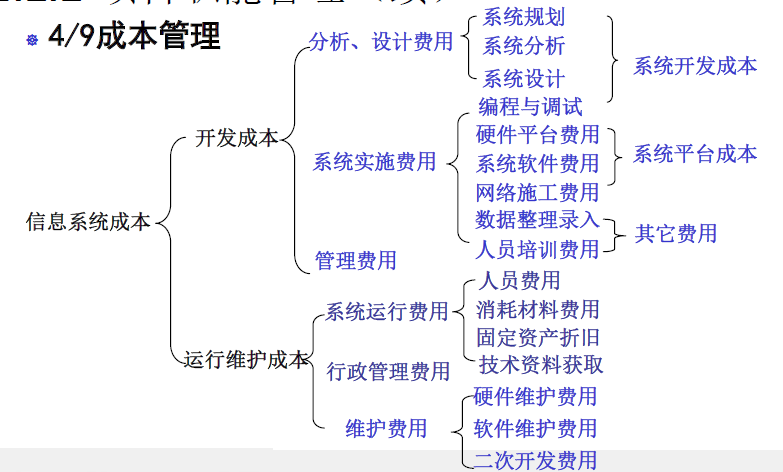 4/9成本管理
分析、设计费用
系统规划
系统分析
系统设计
系统开发成本
开发成本
系统实施费用
编程与调试
硬件平台费用
系统软件费用
网络施工费用
系统平台成本
数据整理录入
人员培训费用
其它费用
信息系统成本
管理费用
运行维护成本
系统运行费用
人员费用
消耗材料费用
固定资产折旧
技术资料获取
行政管理费用
维护费用
硬件维护费用
软件维护费用
二次开发费用